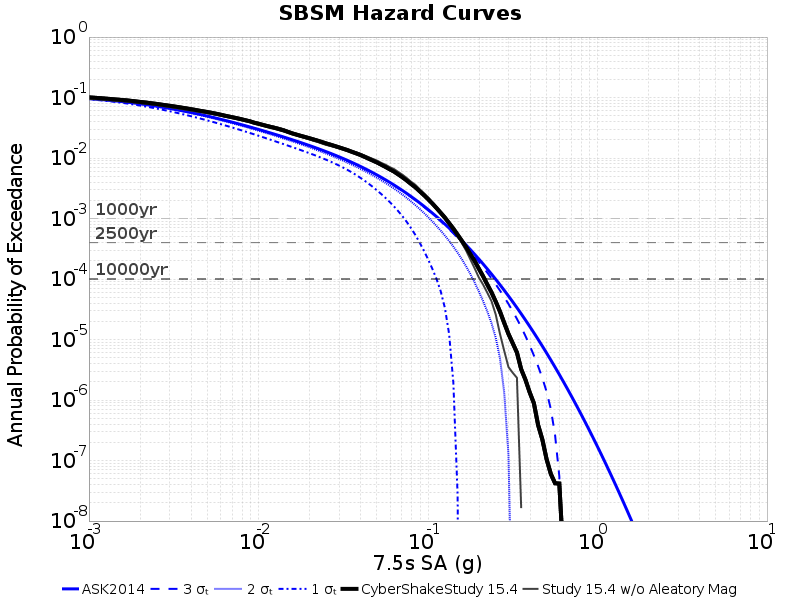 SBSM Hazard Curves
Annual Probability of Exceedance
10⁰
10⁻¹
10⁻²
10⁻³
10⁻⁴
10⁻⁵
10⁻⁶
10⁻⁷
10⁻⁸
1000yr
2500yr
10000yr
10⁻³ 10⁻² 10⁻¹ 10⁰ 10¹
7.5s SA (g)
ASK2014 3 σₜ 2 σₜ 1 σₜ CyberShakeStudy 15.4 Study 15.4 w/o Aleatory Mag